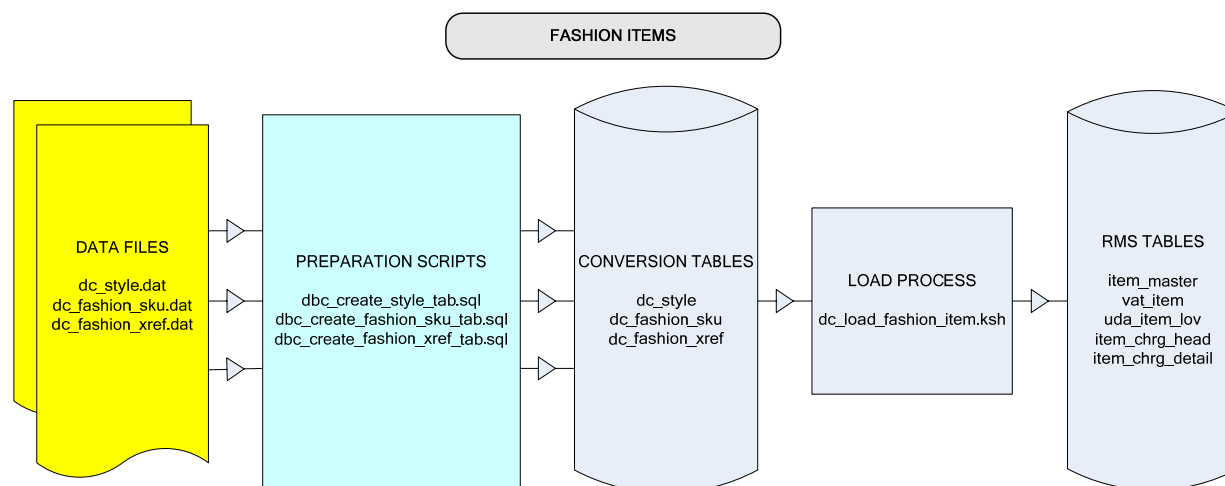 FASHION ITEMS
DATA FILES
dc_style.dat
dc_fashion_sku.dat
dc_fashion_xref.dat
PREPARATION SCRIPTS
dbc_create_style_tab.sql
dbc_create_fashion_sku_tab.sql
dbc_create_fashion_xref_tab.sql
CONVERSION TABLES
dc_style
dc_fashion_sku
dc_fashion_xref
LOAD PROCESS
dc_load_fashion_item.ksh
RMS TABLES
item_master
vat_item
uda_item_lov
item_chrg_head
item_chrg_detail